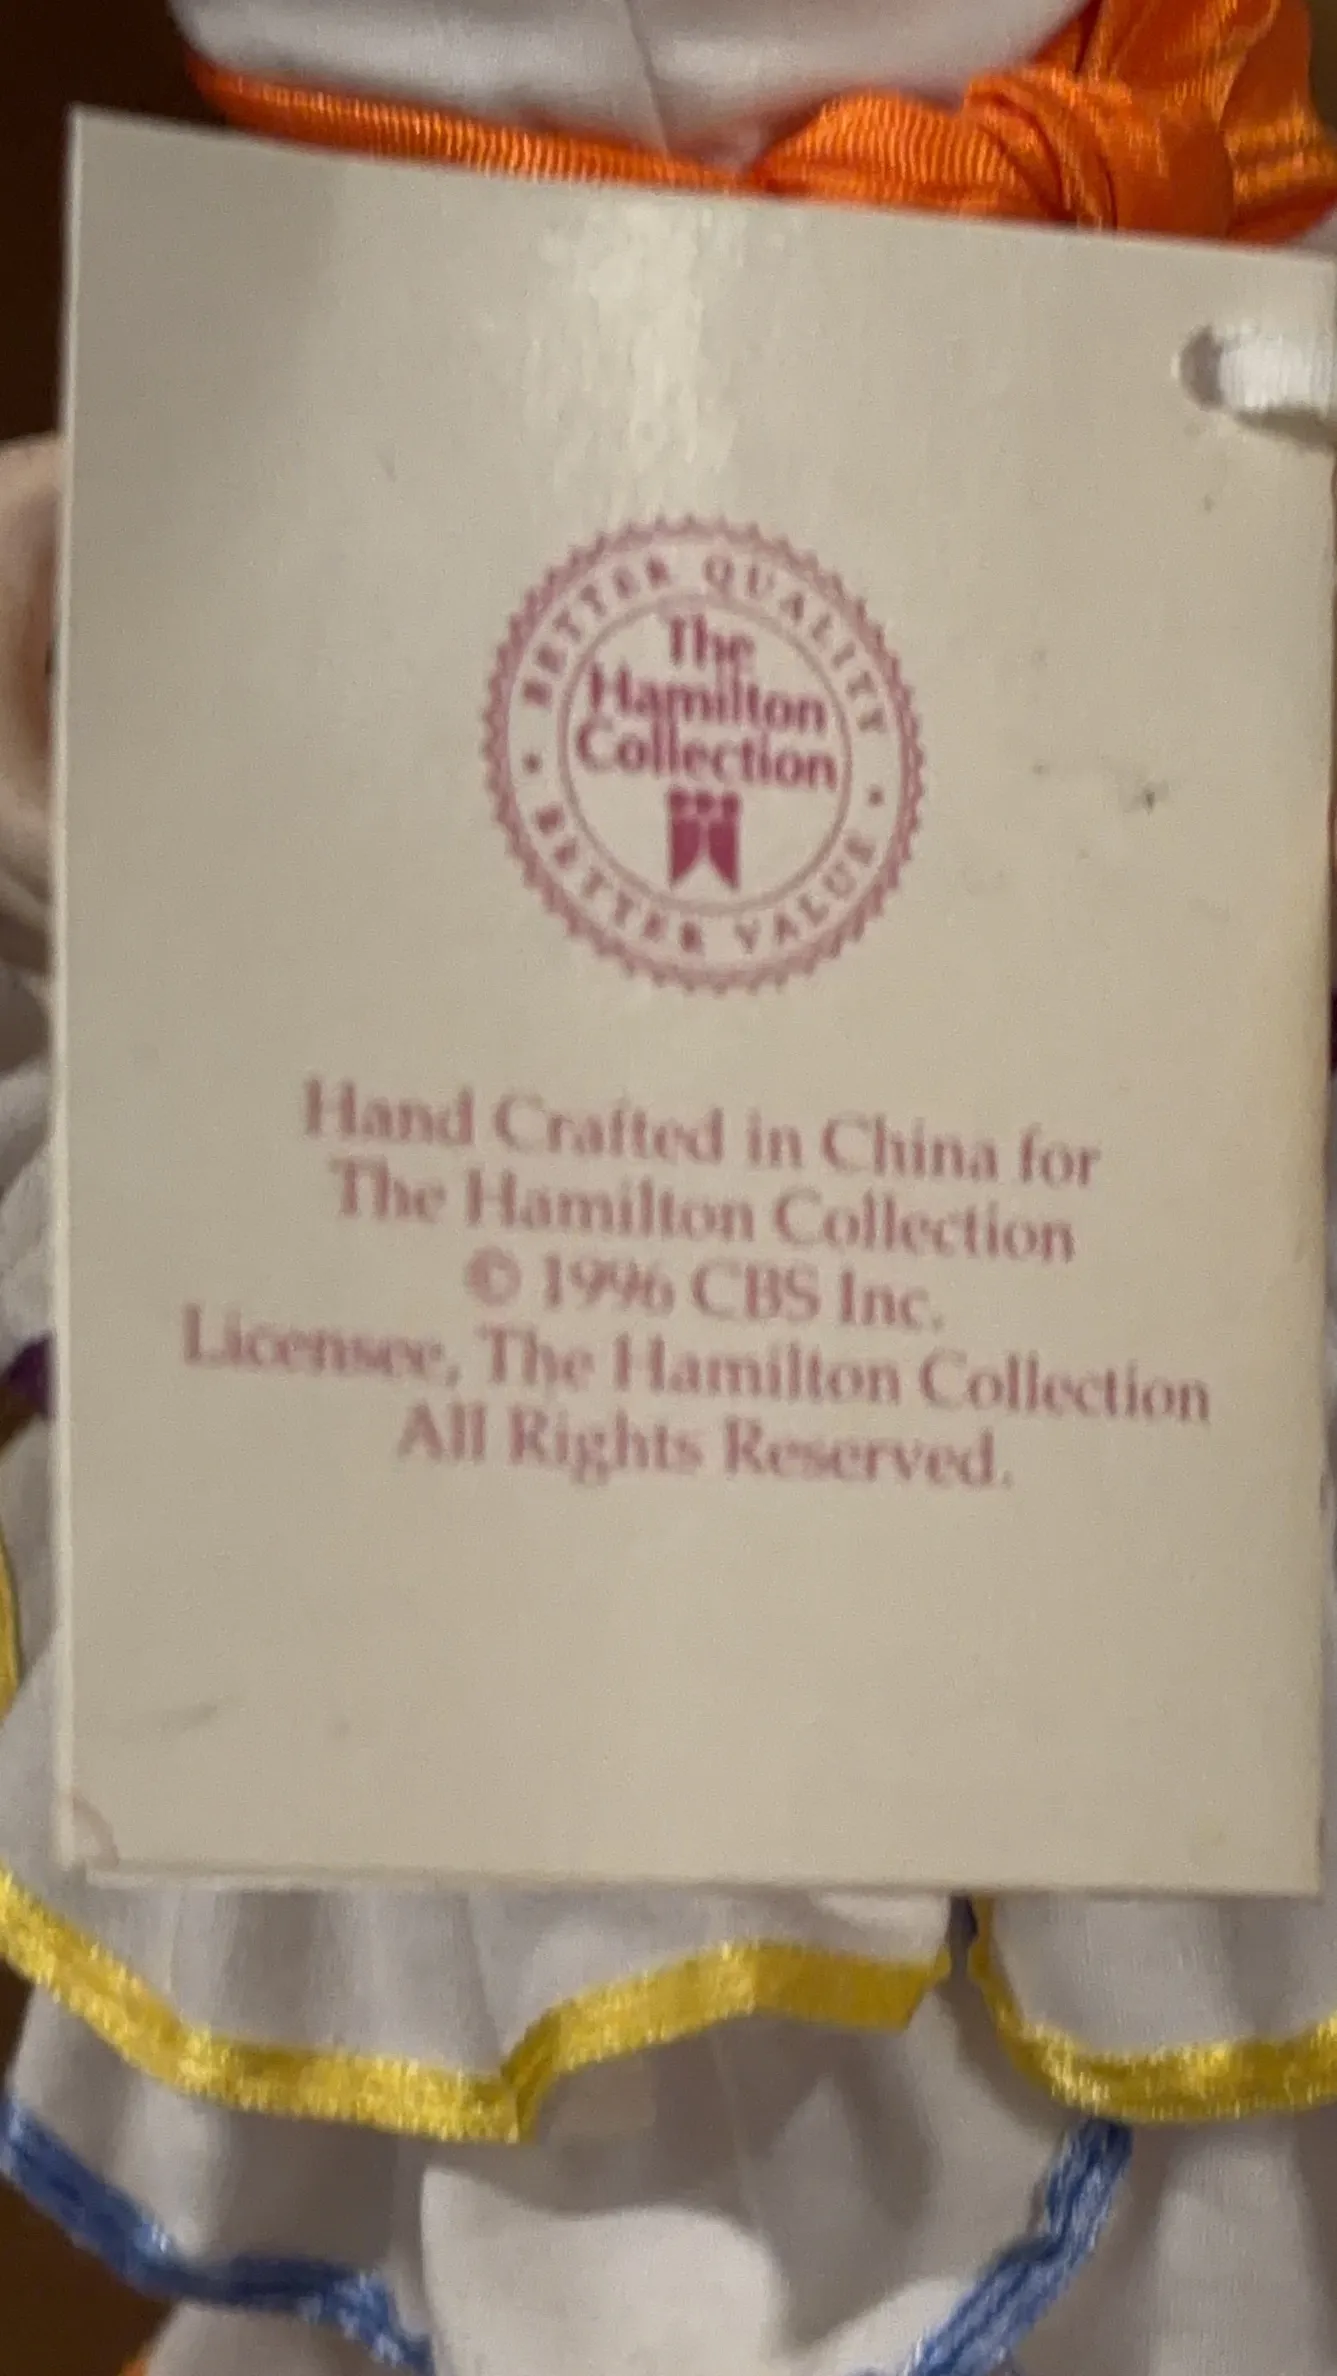 BETTER QUALITY
The
Hamilton
Collection
BETTER VALUE
Hand Crafted in China for
The Hamilton Collection
© 1996 CBS Inc.
Licensee, The Hamilton Collection
All Rights Reserved.